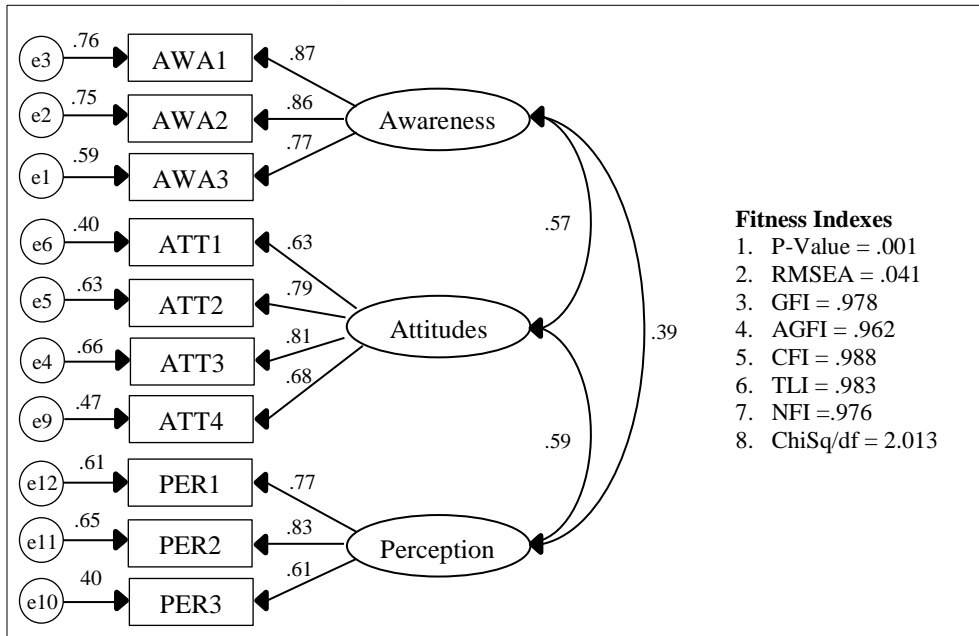 .76
e3
AWA1
.87
.75
e2
AWA2
.86
Awareness
.59
e1
AWA3
.77
.40
e6
ATT1
.63
.63
e5
ATT2
.79
Attitudes
.66
e4
ATT3
.81
.47
e9
ATT4
.68
.61
e12
PER1
.77
.65
e11
PER2
.83
Perception
40
e10
PER3
.61
.57
.39
.59
Fitness Indexes
1. P-Value = .001
2. RMSEA = .041
3. GFI = .978
4. AGFI = .962
5. CFI = .988
6. TLI = .983
7. NFI =.976
8. ChiSq/df = 2.013